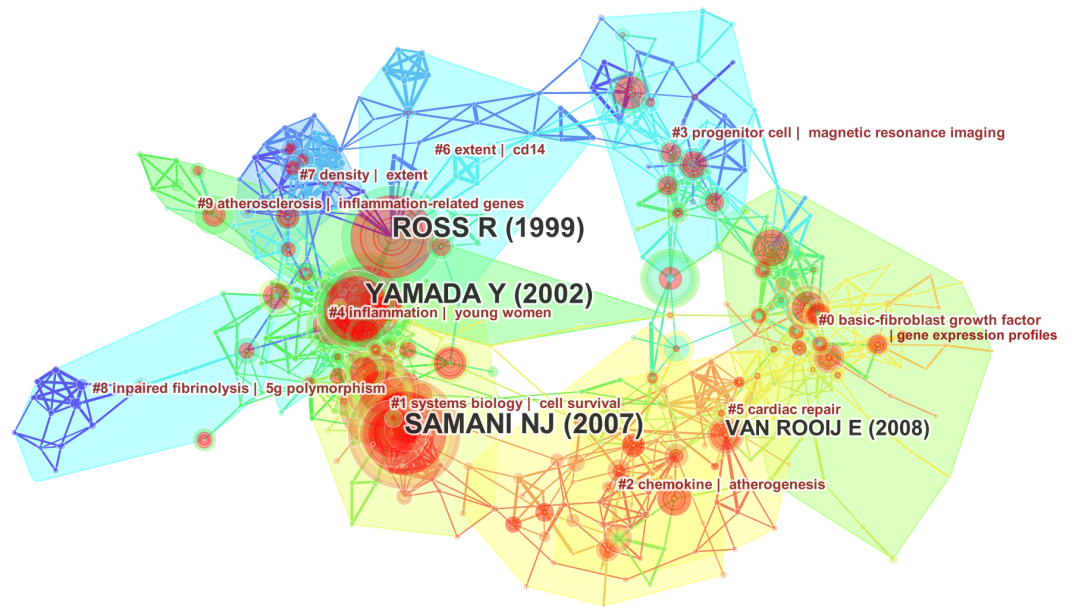 #3 progenitor cell | magnetic resonance imaging
#6 extent | cd14
#7 density | extent
#9 atherosclerosis | inflammation-related genes
ROSS R (1999)
YAMADA Y (2002)
#4 inflammation | young women
#0 basic-fibroblast growth factor
| gene expression profiles
#8 inpaired fibrinolysis | 5g polymorphism
#1 systems biology | cell survival
#5 cardiac repair
SAMANI NJ (2007)
VAN ROOIJ E (2008)
#2 chemokine | atherogenesis